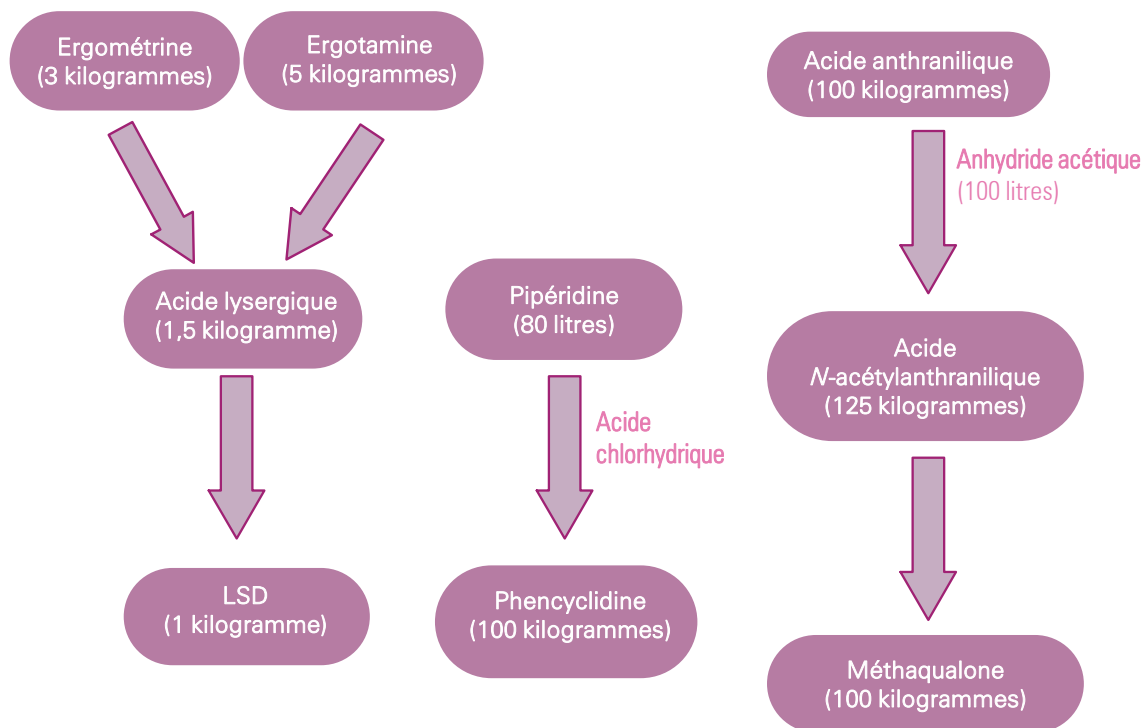 Ergométrine
(3 kilogrammes)
Ergotamine
(5 kilogrammes)
Acide lysergique
(1,5 kilogramme)
LSD
(1 kilogramme)
Pipéridine
(80 litres)
Acide
chlorhydrique
Phencyclidine
(100 kilogrammes)
Acide anthranilique
(100 kilogrammes)
Anhydride acétique
(100 litres)
Acide
N-acétylanthranilique
(125 kilogrammes)
Méthaqualone
(100 kilogrammes)